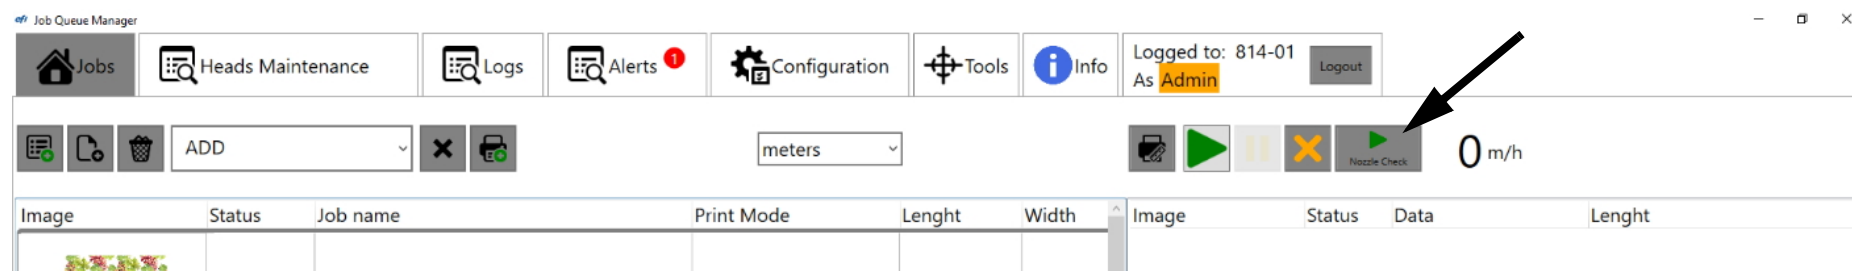 efi Job Queue Manager
Jobs
Heads Maintenance
Logs
Alerts 1
Configuration
Tools
i Info
Logged to: 814-01
As Admin
Logout
ADD
meters
Nozzle Check
0 m/h
Image Status Job name Print Mode Lenght Width
Image Status Data Lenght